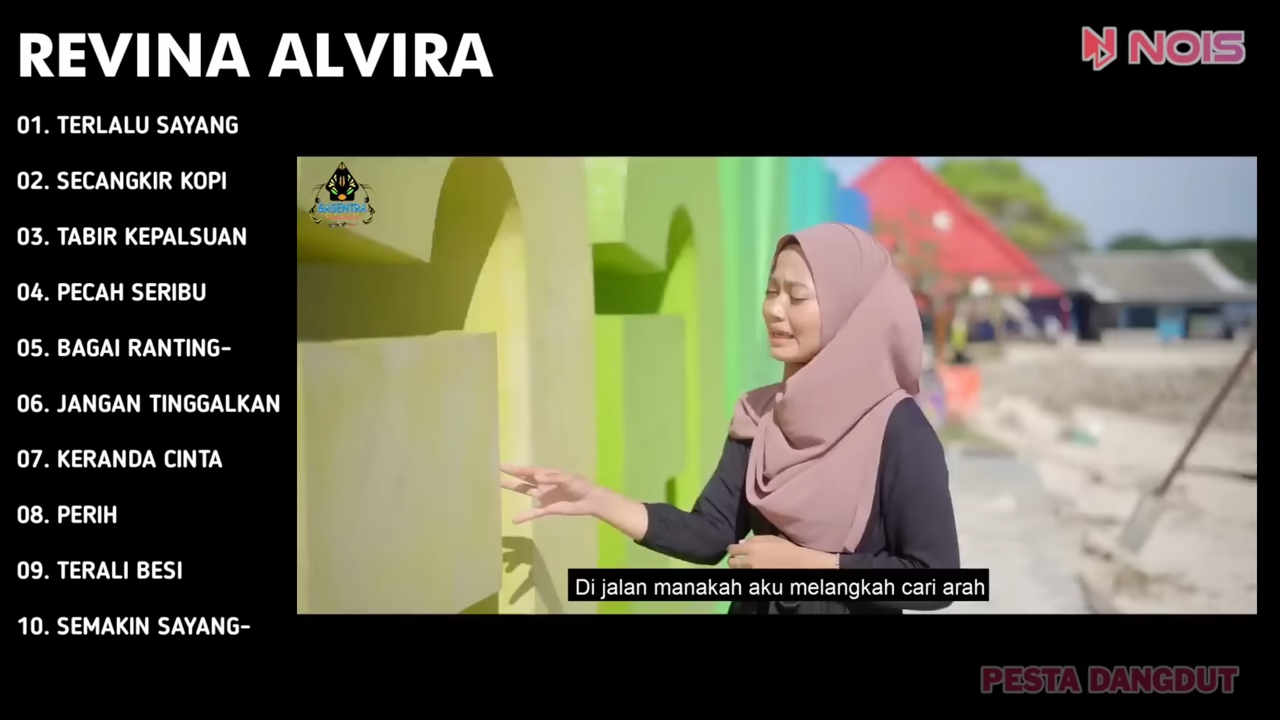 REVINA ALVIRA
NOIS
01. TERLALU SAYANG
02. SECANGKIR KOPI
03. TABIR KEPALSUAN
04. PECAH SERIBU
05. BAGAI RANTING-
06. JANGAN TINGGALKAN
07. KERANDA CINTA
08. PERIH
09. TERALI BESI
10. SEMAKIN SAYANG-
Di jalan manakah aku melangkah cari arah
PESTA DANGDUT